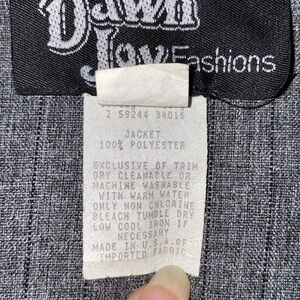 Dawn
Joy Fashions
Z 59244 34016
JACKET
100% POLYESTER
EXCLUSIVE OF TRIM
DRY CLEANABLE OR
MACHINE WASHABLE
WITH WARM WATER
ONLY NON CHLORINE
BLEACH TUMBLE DRY
LOW COOL IRON IF
NECESSARY
MADE IN U.S.A.OF
IMPORTED FABRIC